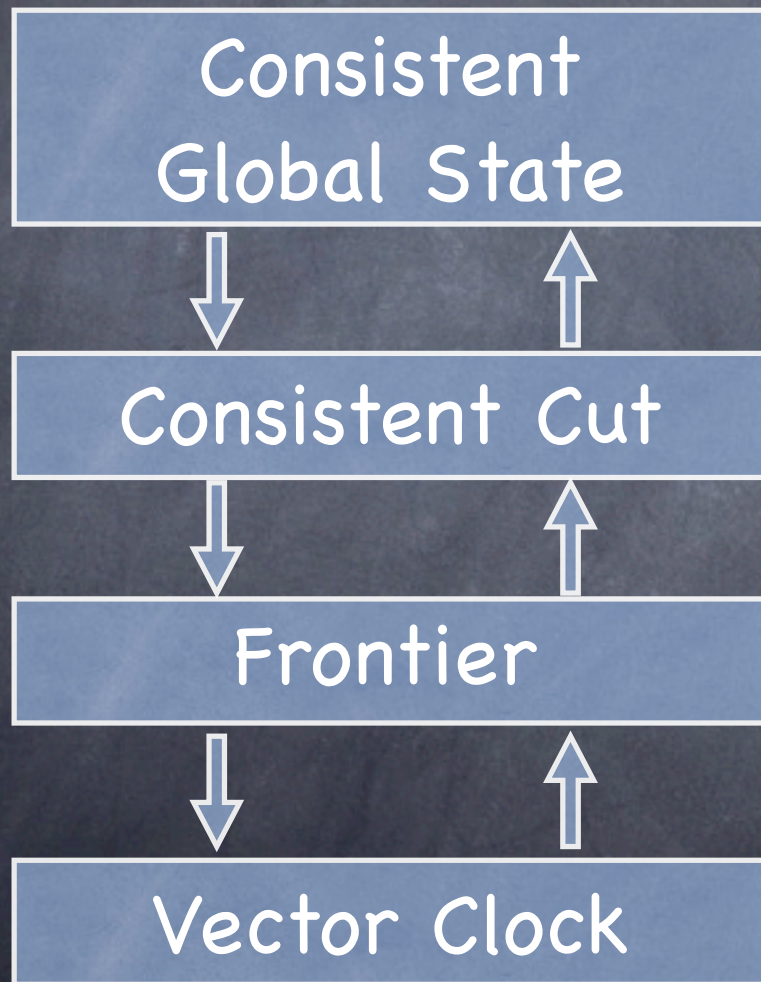 Consistent
Global State
Consistent Cut
Frontier
Vector Clock